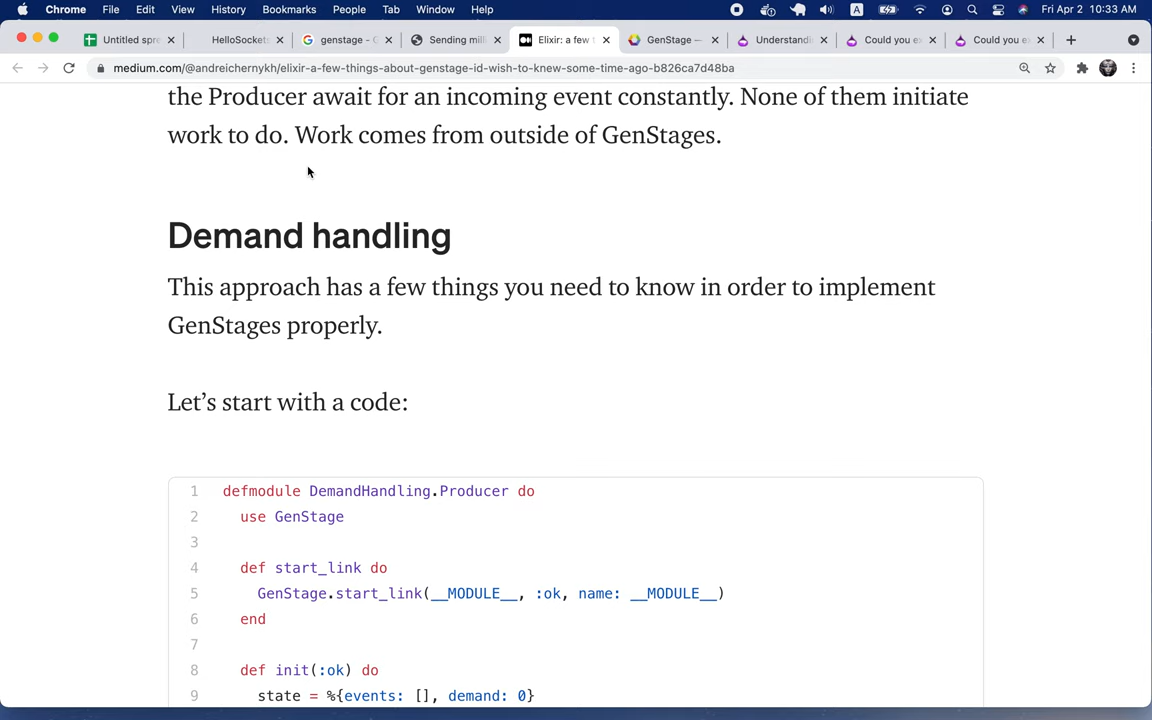 Chrome File Edit View History Bookmarks People Tab Window Help A Fri Apr 2 10:33 AM
Untitled spre HelloSockets genstage - Sending mill Elixir: a few GenStage — Understandi Could you ex Could you ex
medium.com/@andreichernykh/elixir-a-few-things-about-genstage-id-wish-to-knew-some-time-ago-b826ca7d48ba
the Producer await for an incoming event constantly. None of them initiate
work to do. Work comes from outside of GenStages.
Demand handling
This approach has a few things you need to know in order to implement
GenStages properly.
Let’s start with a code:
1 defmodule DemandHandling.Producer do
2 use GenStage
3
4 def start_link do
5 GenStage.start_link(__MODULE__, :ok, name: __MODULE__)
6 end
7
8 def init(:ok) do
9 state = %{events: [], demand: 0}